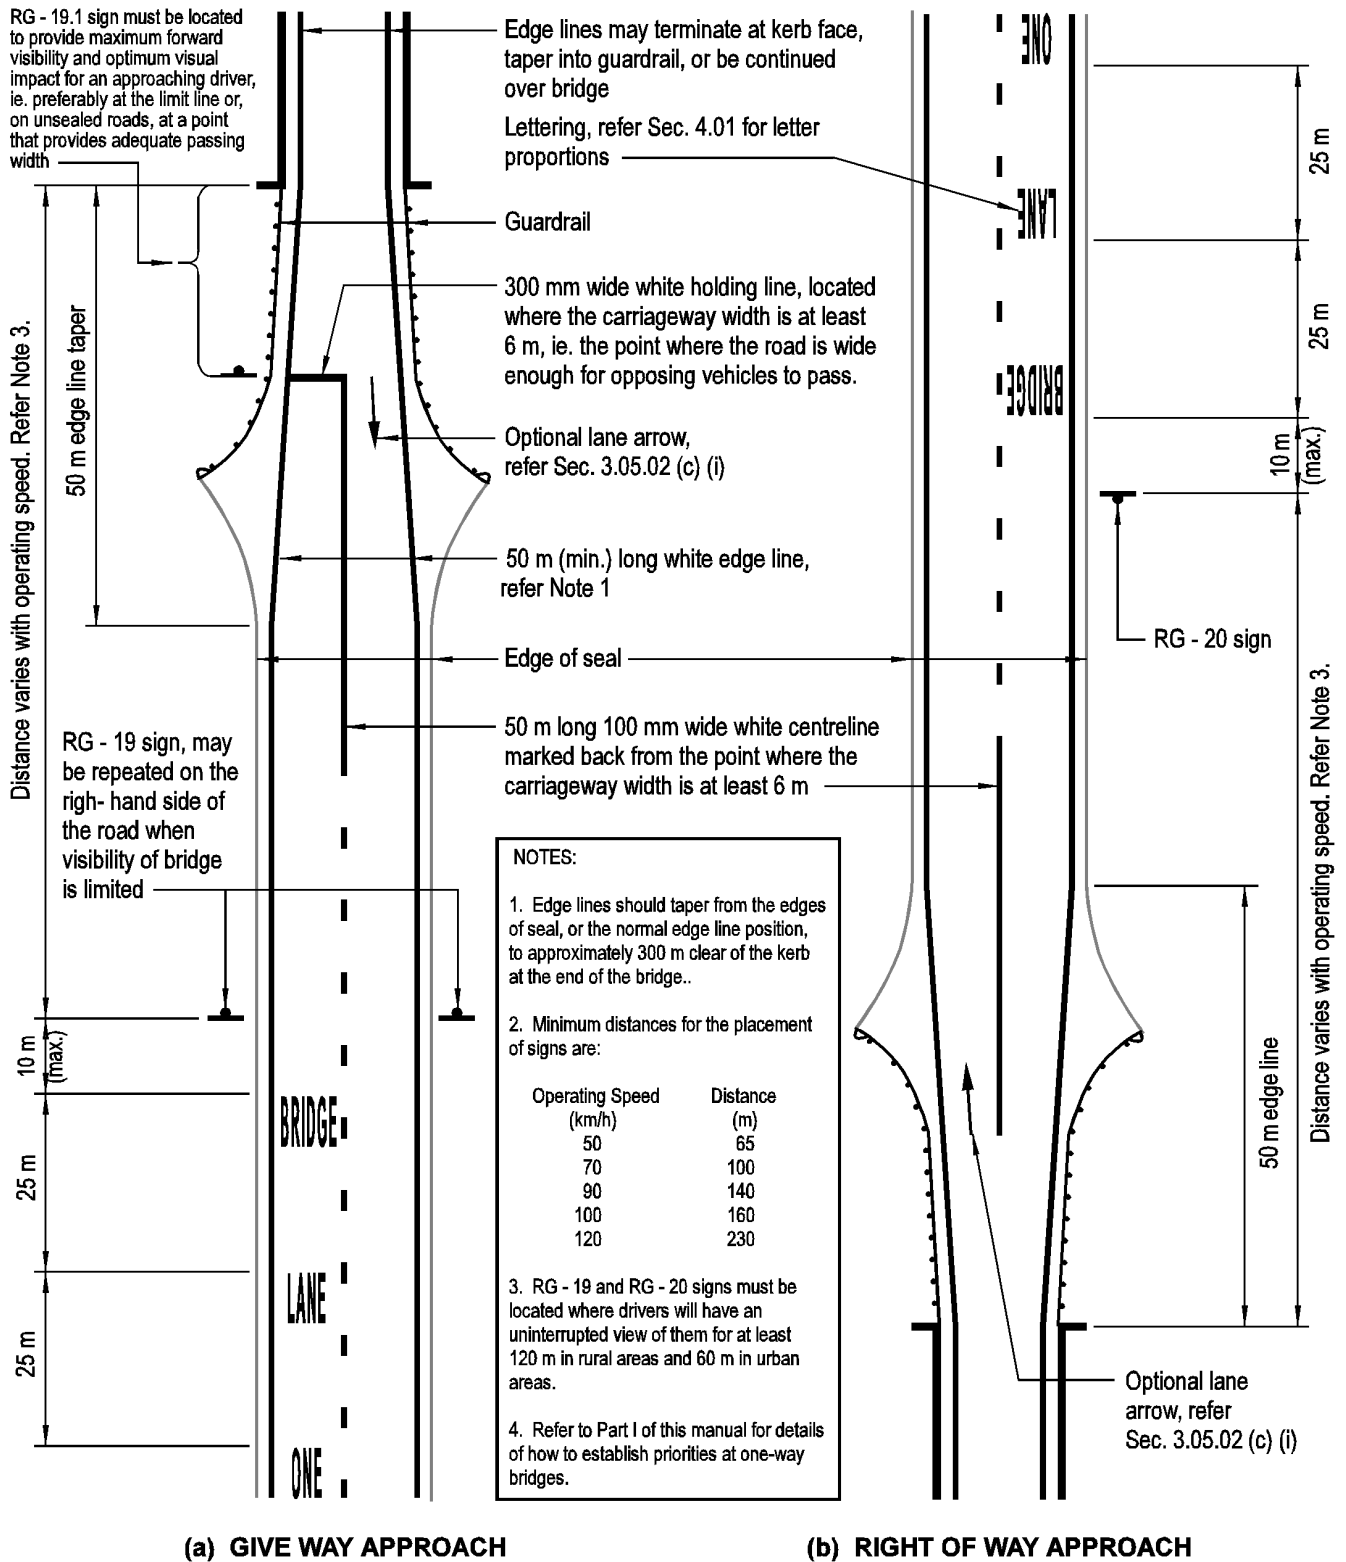 RG - 19.1 sign must be located
to provide maximum forward
visibility and optimum visual
impact for an approaching driver,
ie. preferably at the limit line or,
on unsealed roads, at a point
that provides adequate passing
width
Edge lines may terminate at kerb face,
taper into guardrail, or be continued
over bridge
Lettering, refer Sec. 4.01 for letter
proportions
Guardrail
300 mm wide white holding line, located
where the carriageway width is at least
6 m, ie. the point where the road is wide
enough for opposing vehicles to pass.
Optional lane arrow,
refer Sec. 3.05.02 (c) (i)
50 m (min.) long white edge line,
refer Note 1
Edge of seal
50 m long 100 mm wide white centreline
marked back from the point where the
carriageway width is at least 6 m
Distance varies with operating speed. Refer Note 3.
50 m edge line taper
RG - 19 sign, may
be repeated on the
righ- hand side of
the road when
visibility of bridge
is limited
10 m
(max.)
25 m
25 m
BRIDGE
LANE
ONE
NOTES:
1. Edge lines should taper from the edges
of seal, or the normal edge line position,
to approximately 300 m clear of the kerb
at the end of the bridge..
2. Minimum distances for the placement
of signs are:
Operating Speed Distance
(km/h) (m)
50 65
70 100
90 140
100 160
120 230
3. RG - 19 and RG - 20 signs must be
located where drivers will have an
uninterrupted view of them for at least
120 m in rural areas and 60 m in urban
areas.
4. Refer to Part I of this manual for details
of how to establish priorities at one-way
bridges.
ONE
LANE
BRIDGE
25 m
25 m
10 m
(max.)
RG - 20 sign
Distance varies with operating speed. Refer Note 3.
50 m edge line
Optional lane
arrow, refer
Sec. 3.05.02 (c) (i)
(a) GIVE WAY APPROACH
(b) RIGHT OF WAY APPROACH